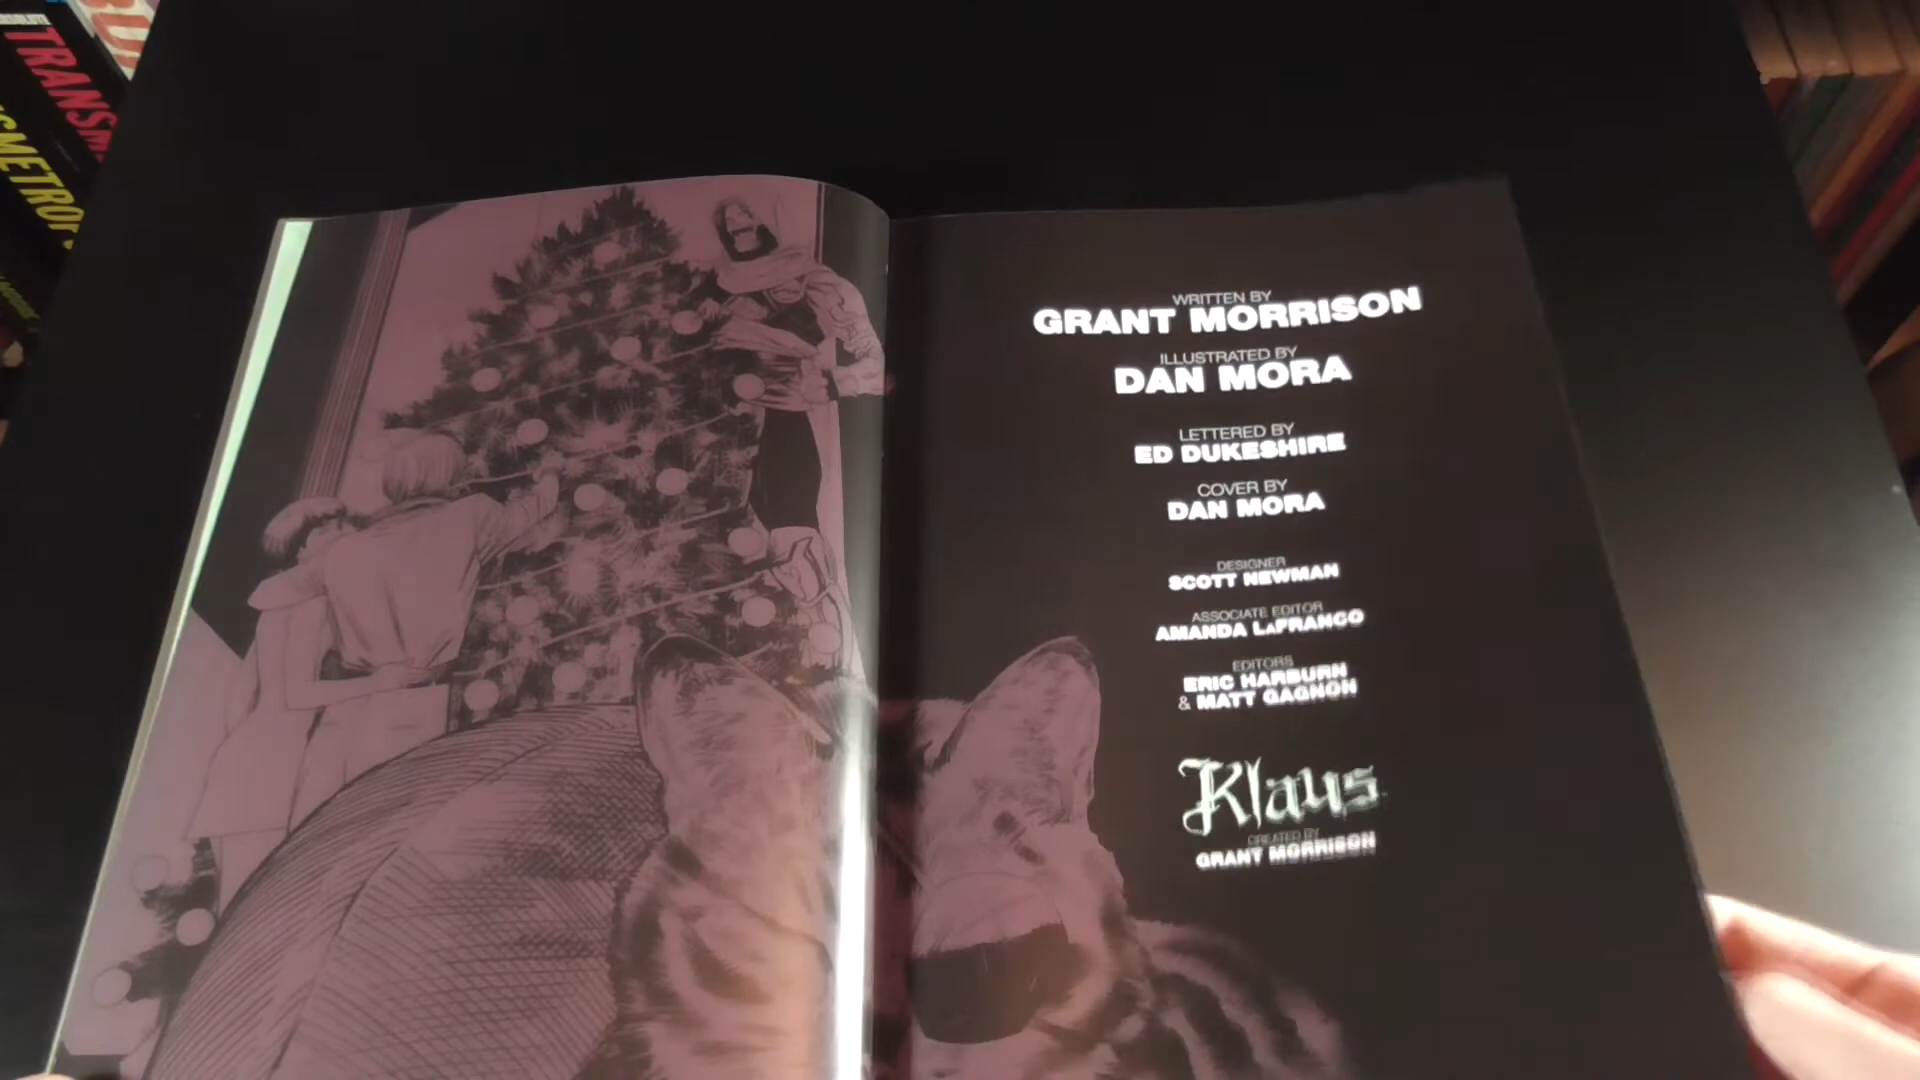 WRITTEN BY
GRANT MORRISON
ILLUSTRATED BY
DAN MORA
LETTERED BY
ED DUKESHIRE
COVER BY
DAN MORA
DESIGNER
SCOTT NEWMAN
ASSOCIATE EDITOR
AMANDA LaFRANCO
EDITORS
ERIC HARBURN
& MATT GAGNON
Klaus
CREATED BY
GRANT MORRISON